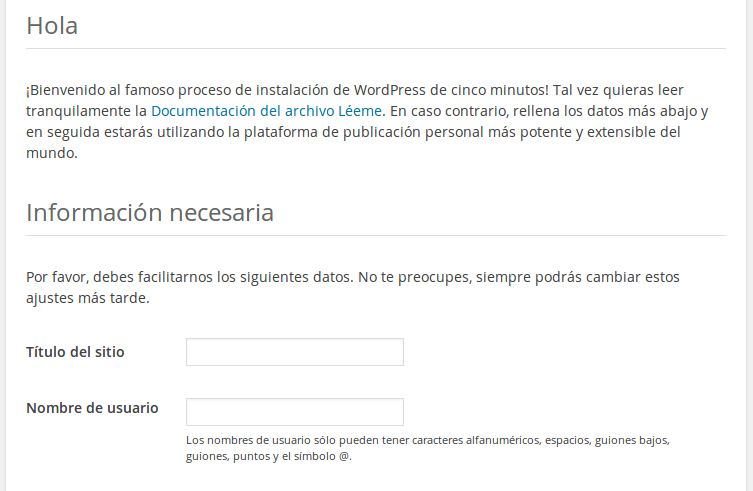 Hola
¡Bienvenido al famoso proceso de instalación de WordPress de cinco minutos! Tal vez quieras leer
tranquilamente la Documentación del archivo Léeme. En caso contrario, rellena los datos más abajo y
en seguida estarás utilizando la plataforma de publicación personal más potente y extensible del
mundo.
Información necesaria
Por favor, debes facilitarnos los siguientes datos. No te preocupes, siempre podrás cambiar estos
ajustes más tarde.
Título del sitio
Nombre de usuario
Los nombres de usuario sólo pueden tener caracteres alfanuméricos, espacios, guiones bajos,
guiones, puntos y el símbolo @.